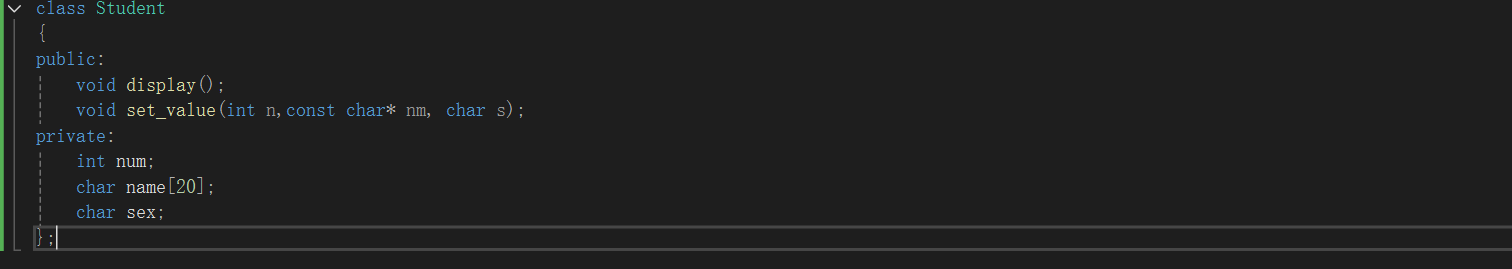 class Student
{
public:
void display();
void set_value(int n,const char* nm, char s);
private:
int num;
char name[20];
char sex;
};